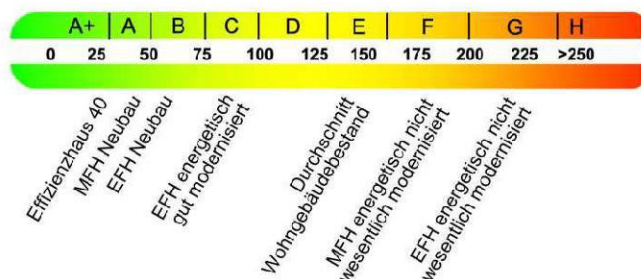 A+ A B C D E F G H
0 25 50 75 100 125 150 175 200 225 >250
Effizienzhaus 40
MFH Neubau
EFH Neubau
EFH energetisch
gut modernisiert
Durchschnitt
Wohngebäudebestand
MFH energetisch nicht
wesentlich modernisiert
EFH energetisch nicht
wesentlich modernisiert